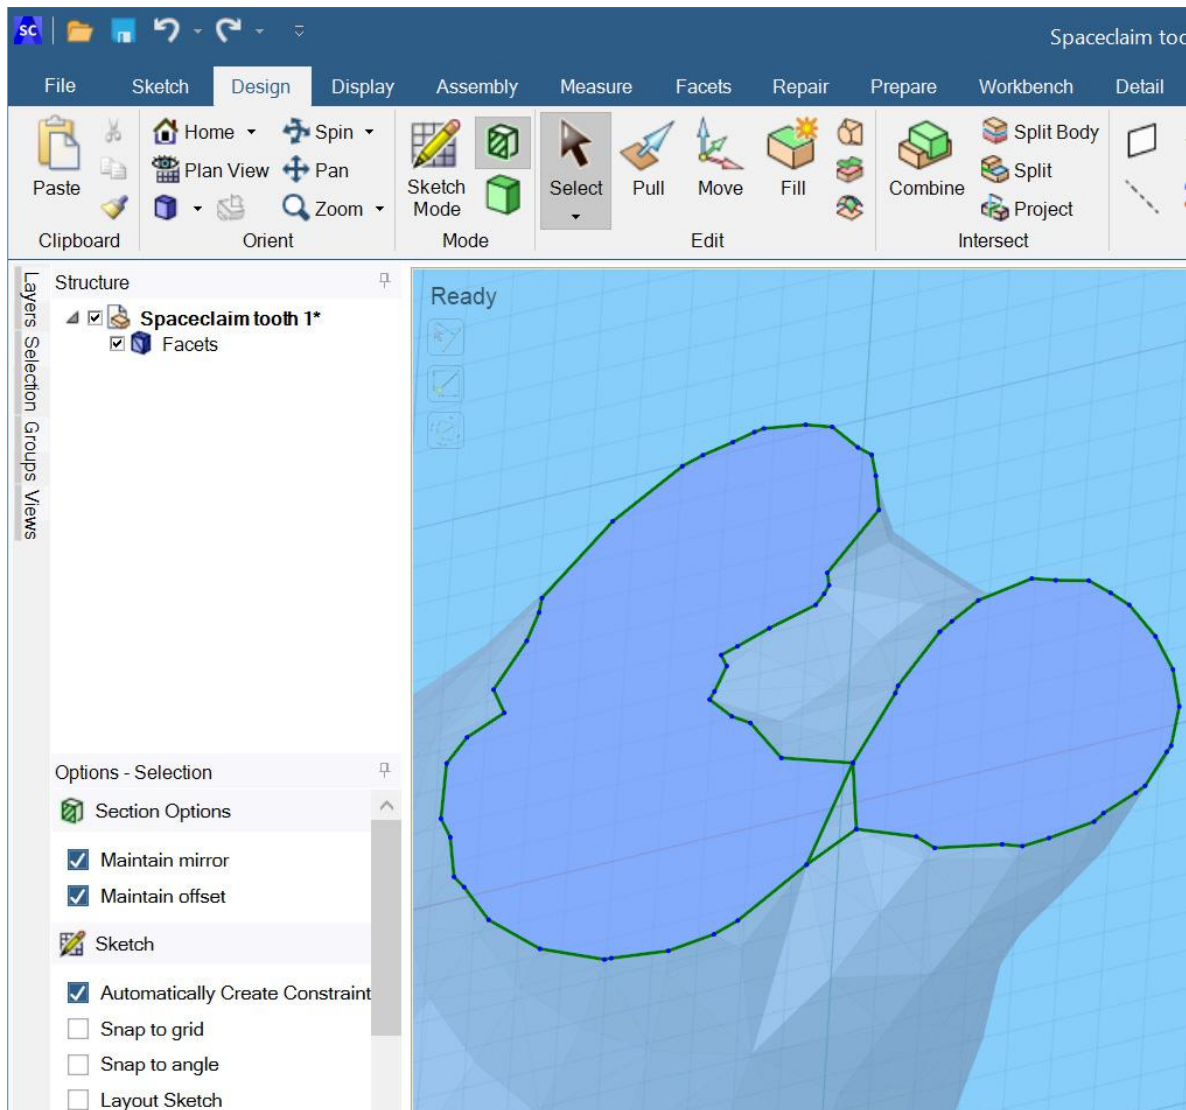 SC
Spaceclaim too
File Sketch Design Display Assembly Measure Facets Repair Prepare Workbench Detail
Home Spin Split Body
Plan View Pan Split
Paste Sketch Mode Select Pull Move Fill Combine
Zoom Project
Clipboard Orient Mode Edit Intersect
Structure
Layers Selection Groups Views
Spaceclaim tooth 1*
Facets
Ready
Options - Selection
Section Options
Maintain mirror
Maintain offset
Sketch
Automatically Create Constraint
Snap to grid
Snap to angle
Layout Sketch